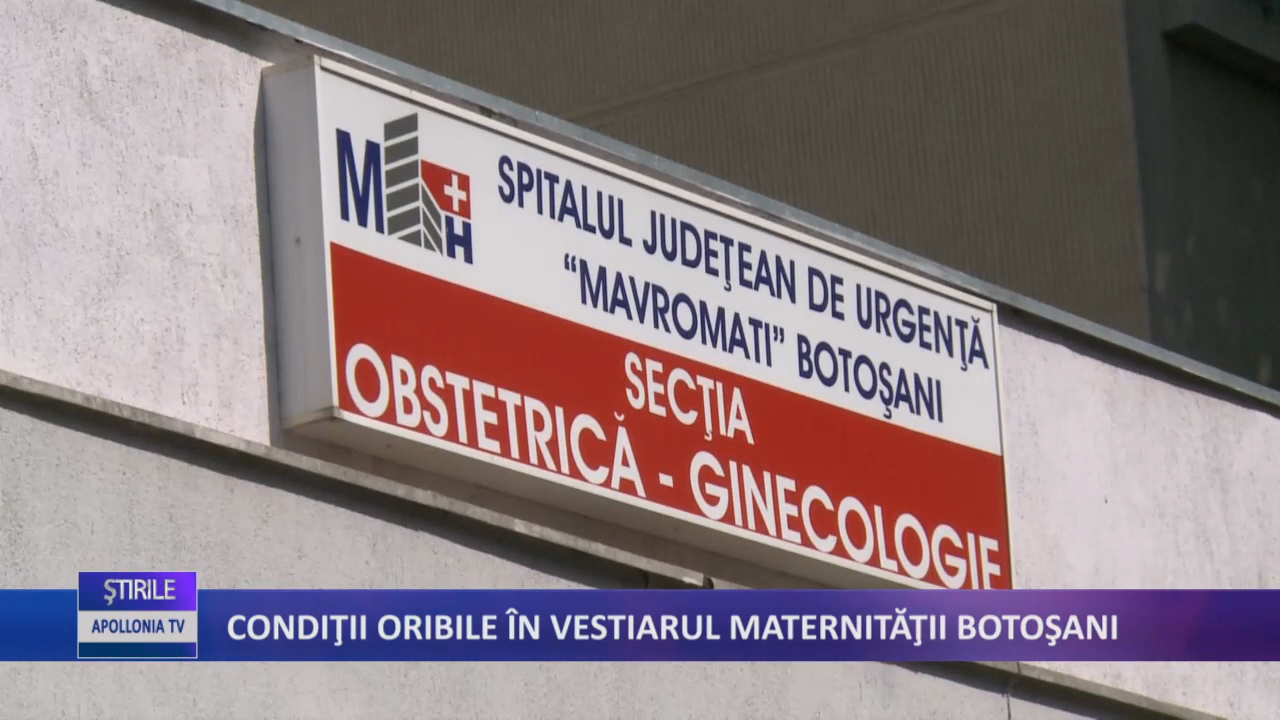 M
H
SPITALUL JUDEŢEAN DE URGENŢĂ
“MAVROMATI” BOTOŞANI
SECŢIA
OBSTETRICĂ - GINECOLOGIE
ŞTIRILE
APOLLONIA TV
CONDIŢII ORIBILE ÎN VESTIARUL MATERNITĂŢII BOTOŞANI